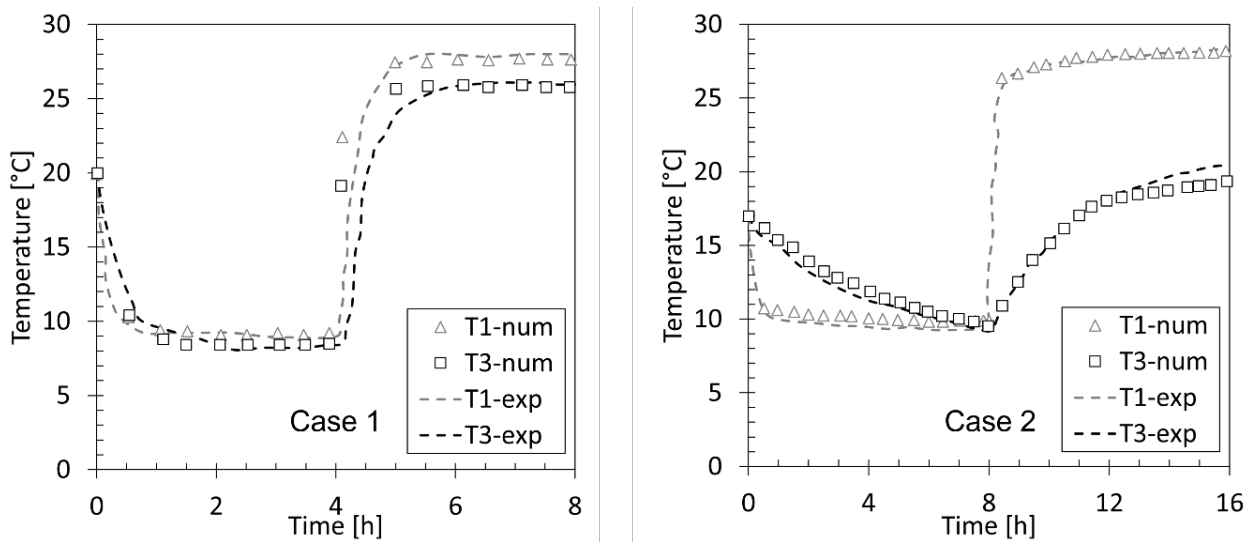 30
25
20
15
10
5
0
Temperature [°C]
0
2
4
6
8
Time [h]
Case 1
T1-num
T3-num
T1-exp
T3-exp
30
25
20
15
10
5
0
Temperature [°C]
0
4
8
12
16
Time [h]
Case 2
T1-num
T3-num
T1-exp
T3-exp